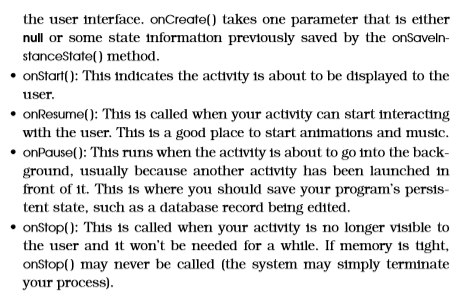 the user interface. onCreate() takes one parameter that is either
null or some state information previously saved by the onSaveIn-
stanceState() method.
• onStart(): This indicates the activity is about to be displayed to the
user.
• onResume(): This is called when your activity can start interacting
with the user. This is a good place to start animations and music.
• onPause(): This runs when the activity is about to go into the back-
ground, usually because another activity has been launched in
front of it. This is where you should save your program's persis-
tent state, such as a database record being edited.
• onStop(): This is called when your activity is no longer visible to
the user and it won't be needed for a while. If memory is tight,
onStop() may never be called (the system may simply terminate
your process).